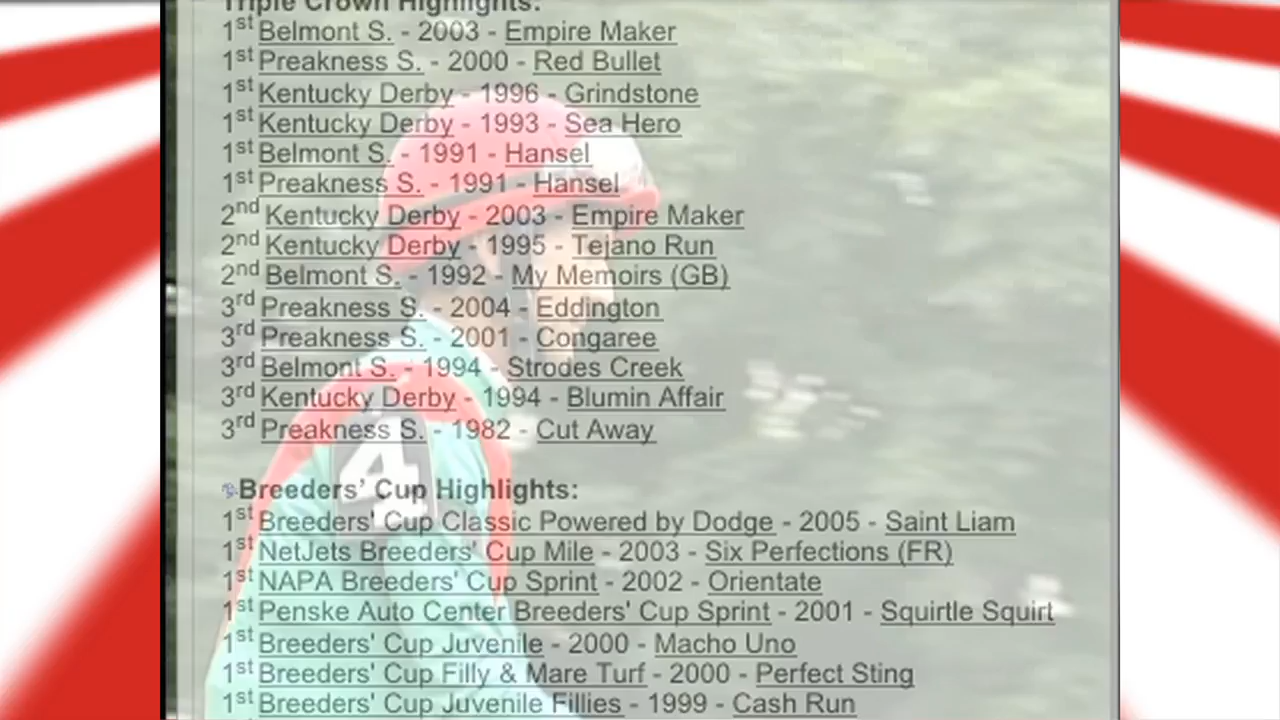 Triple Crown Highlights:
1st Belmont S. - 2003 - Empire Maker
1st Preakness S. - 2000 - Red Bullet
1st Kentucky Derby - 1996 - Grindstone
1st Kentucky Derby - 1993 - Sea Hero
1st Belmont S. - 1991 - Hansel
1st Preakness S. - 1991 - Hansel
2nd Kentucky Derby - 2003 - Empire Maker
2nd Kentucky Derby - 1995 - Tejano Run
2nd Belmont S. - 1992 - My Memoirs (GB)
3rd Preakness S. - 2004 - Eddington
3rd Preakness S. - 2001 - Congaree
3rd Belmont S. - 1994 - Strodes Creek
3rd Kentucky Derby - 1994 - Blumin Affair
3rd Preakness S. - 1982 - Cut Away
4
Breeders' Cup Highlights:
1st Breeders' Cup Classic Powered by Dodge - 2005 - Saint Liam
1st NetJets Breeders' Cup Mile - 2003 - Six Perfections (FR)
1st NAPA Breeders' Cup Sprint - 2002 - Orientate
1st Penske Auto Center Breeders' Cup Sprint - 2001 - Squirtle Squirt
1st Breeders' Cup Juvenile - 2000 - Macho Uno
1st Breeders' Cup Filly & Mare Turf - 2000 - Perfect Sting
1st Breeders' Cup Juvenile Fillies - 1999 - Cash Run